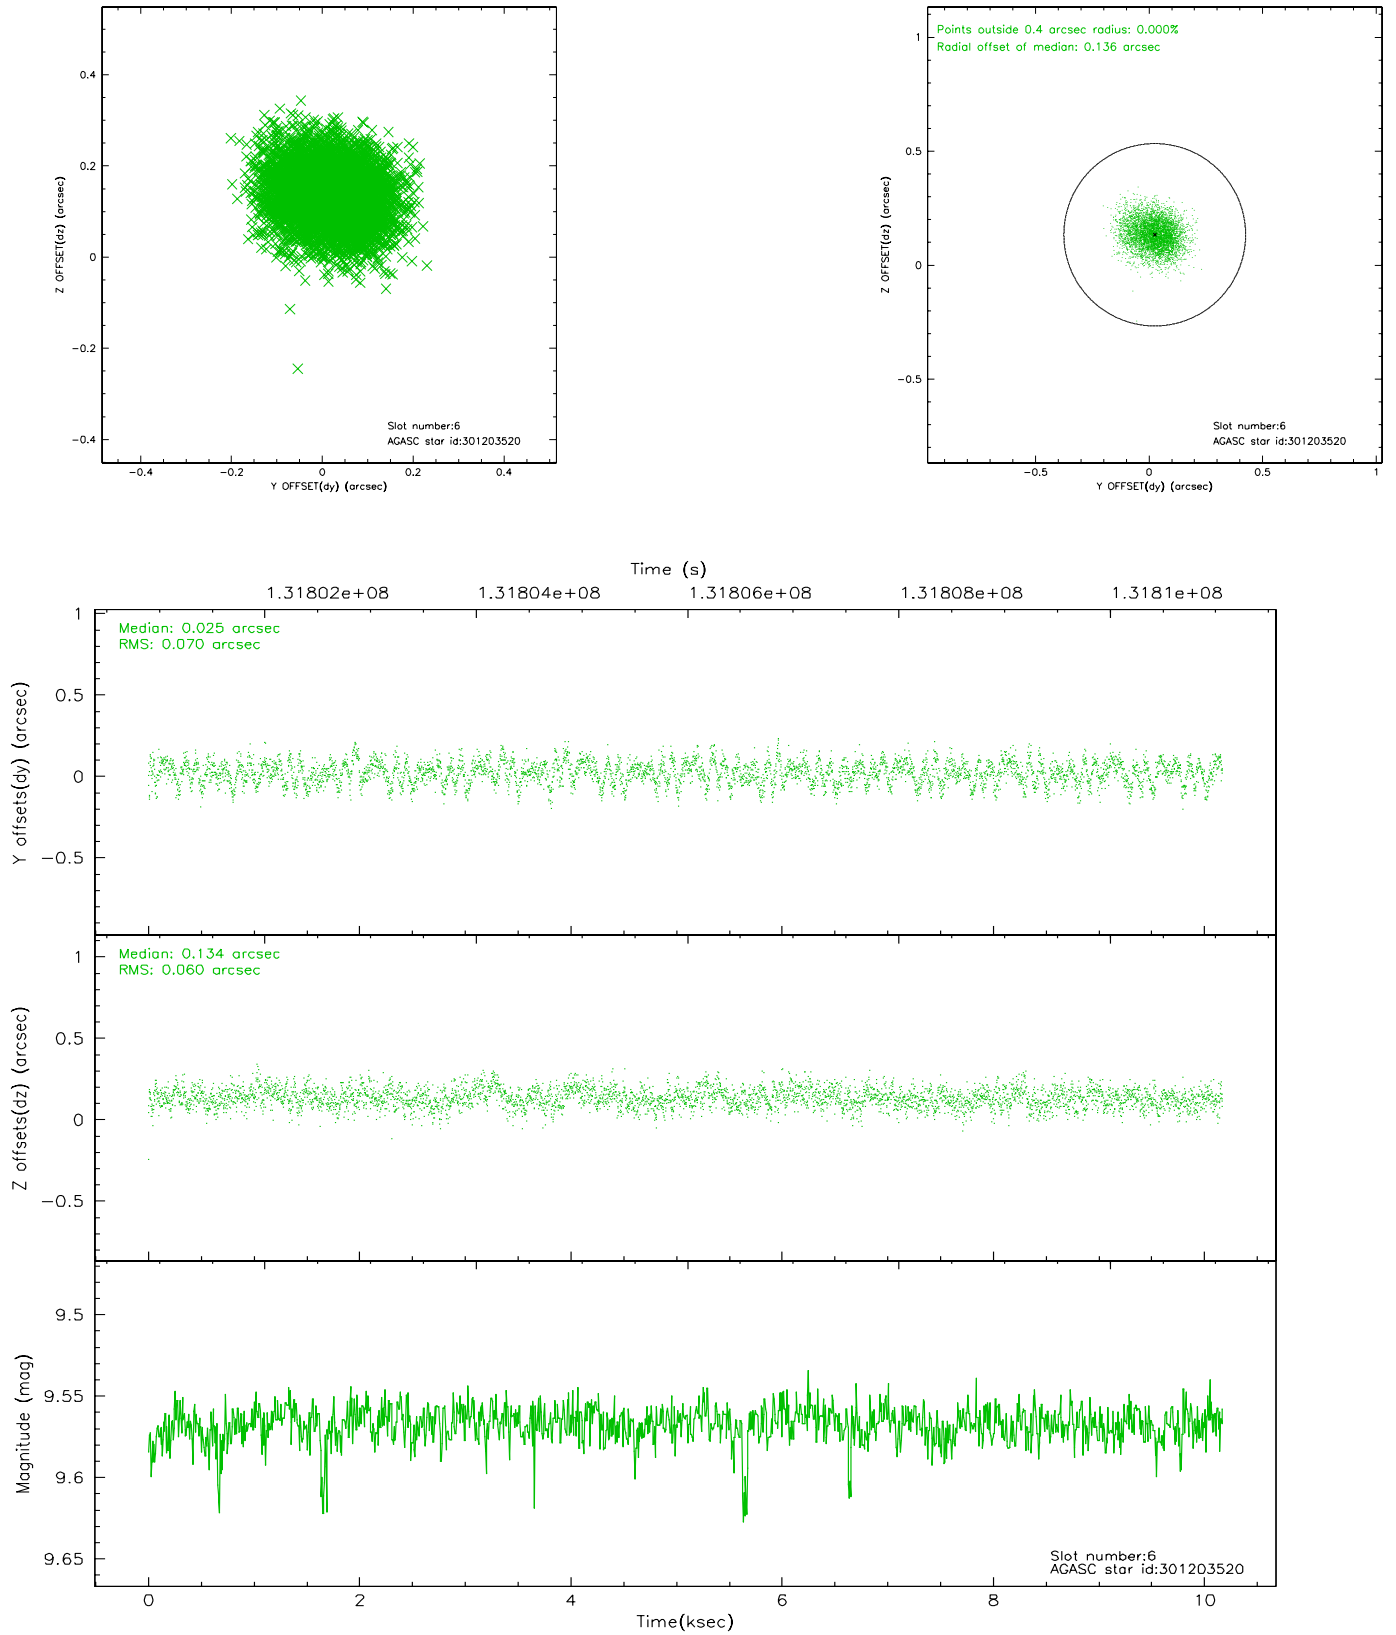 0.4
0.2
0
-0.2
-0.4
Z OFFSET(dz) (arcsec)
Slot number:6
AGASC star id:301203520
-0.4 -0.2 0 0.2 0.4
Y OFFSET(dy) (arcsec)
Points outside 0.4 arcsec radius: 0.000%
Radial offset of median: 0.136 arcsec
1
0.5
0
-0.5
Z OFFSET(dz) (arcsec)
Slot number:6
AGASC star id:301203520
-0.5 0 0.5 1
Y OFFSET(dy) (arcsec)
Time (s)
1.31802e+08 1.31804e+08 1.31806e+08 1.31808e+08 1.3181e+08
Median: 0.025 arcsec
RMS: 0.070 arcsec
1
0.5
0
-0.5
Y offsets(dy) (arcsec)
Median: 0.134 arcsec
RMS: 0.060 arcsec
1
0.5
0
-0.5
Z offsets(dz) (arcsec)
9.5
9.55
9.6
9.65
Magnitude (mag)
Slot number:6
AGASC star id:301203520
0 2 4 6 8 10
Time(ksec)